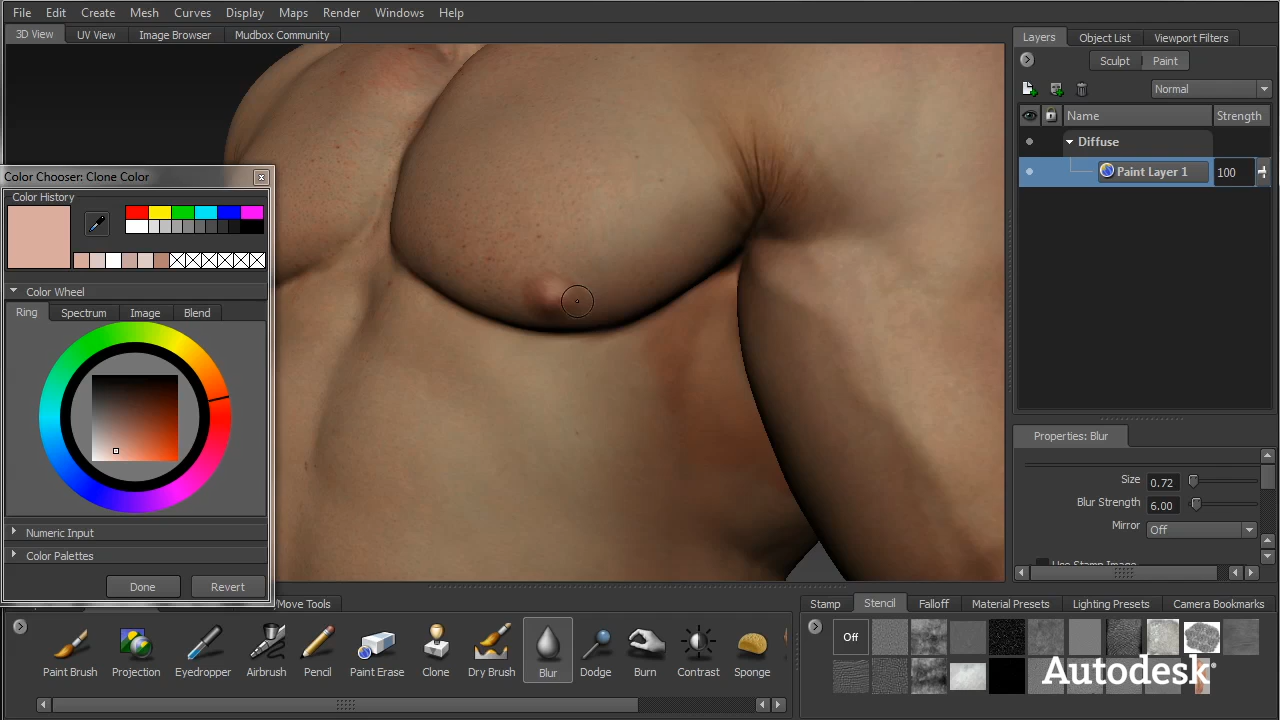 File Edit Create Mesh Curves Display Maps Render Windows Help
3D View UV View Image Browser Mudbox Community
Layers Object List Viewport Filters
Sculpt Paint
Normal
Name Strength
Diffuse
Paint Layer 1 100
Color Chooser: Clone Color
Color History
Color Wheel
Ring Spectrum Image Blend
Numeric Input
Color Palettes
Done Revert
Properties: Blur
Size 0.72
Blur Strength 6.00
Mirror Off
Use Stamp Image
/Move Tools
Paint Brush Projection Eyedropper Airbrush Pencil Paint Erase Clone Dry Brush Blur Dodge Burn Contrast Sponge
Stamp Stencil Falloff Material Presets Lighting Presets Camera Bookmarks
Off
Autodesk